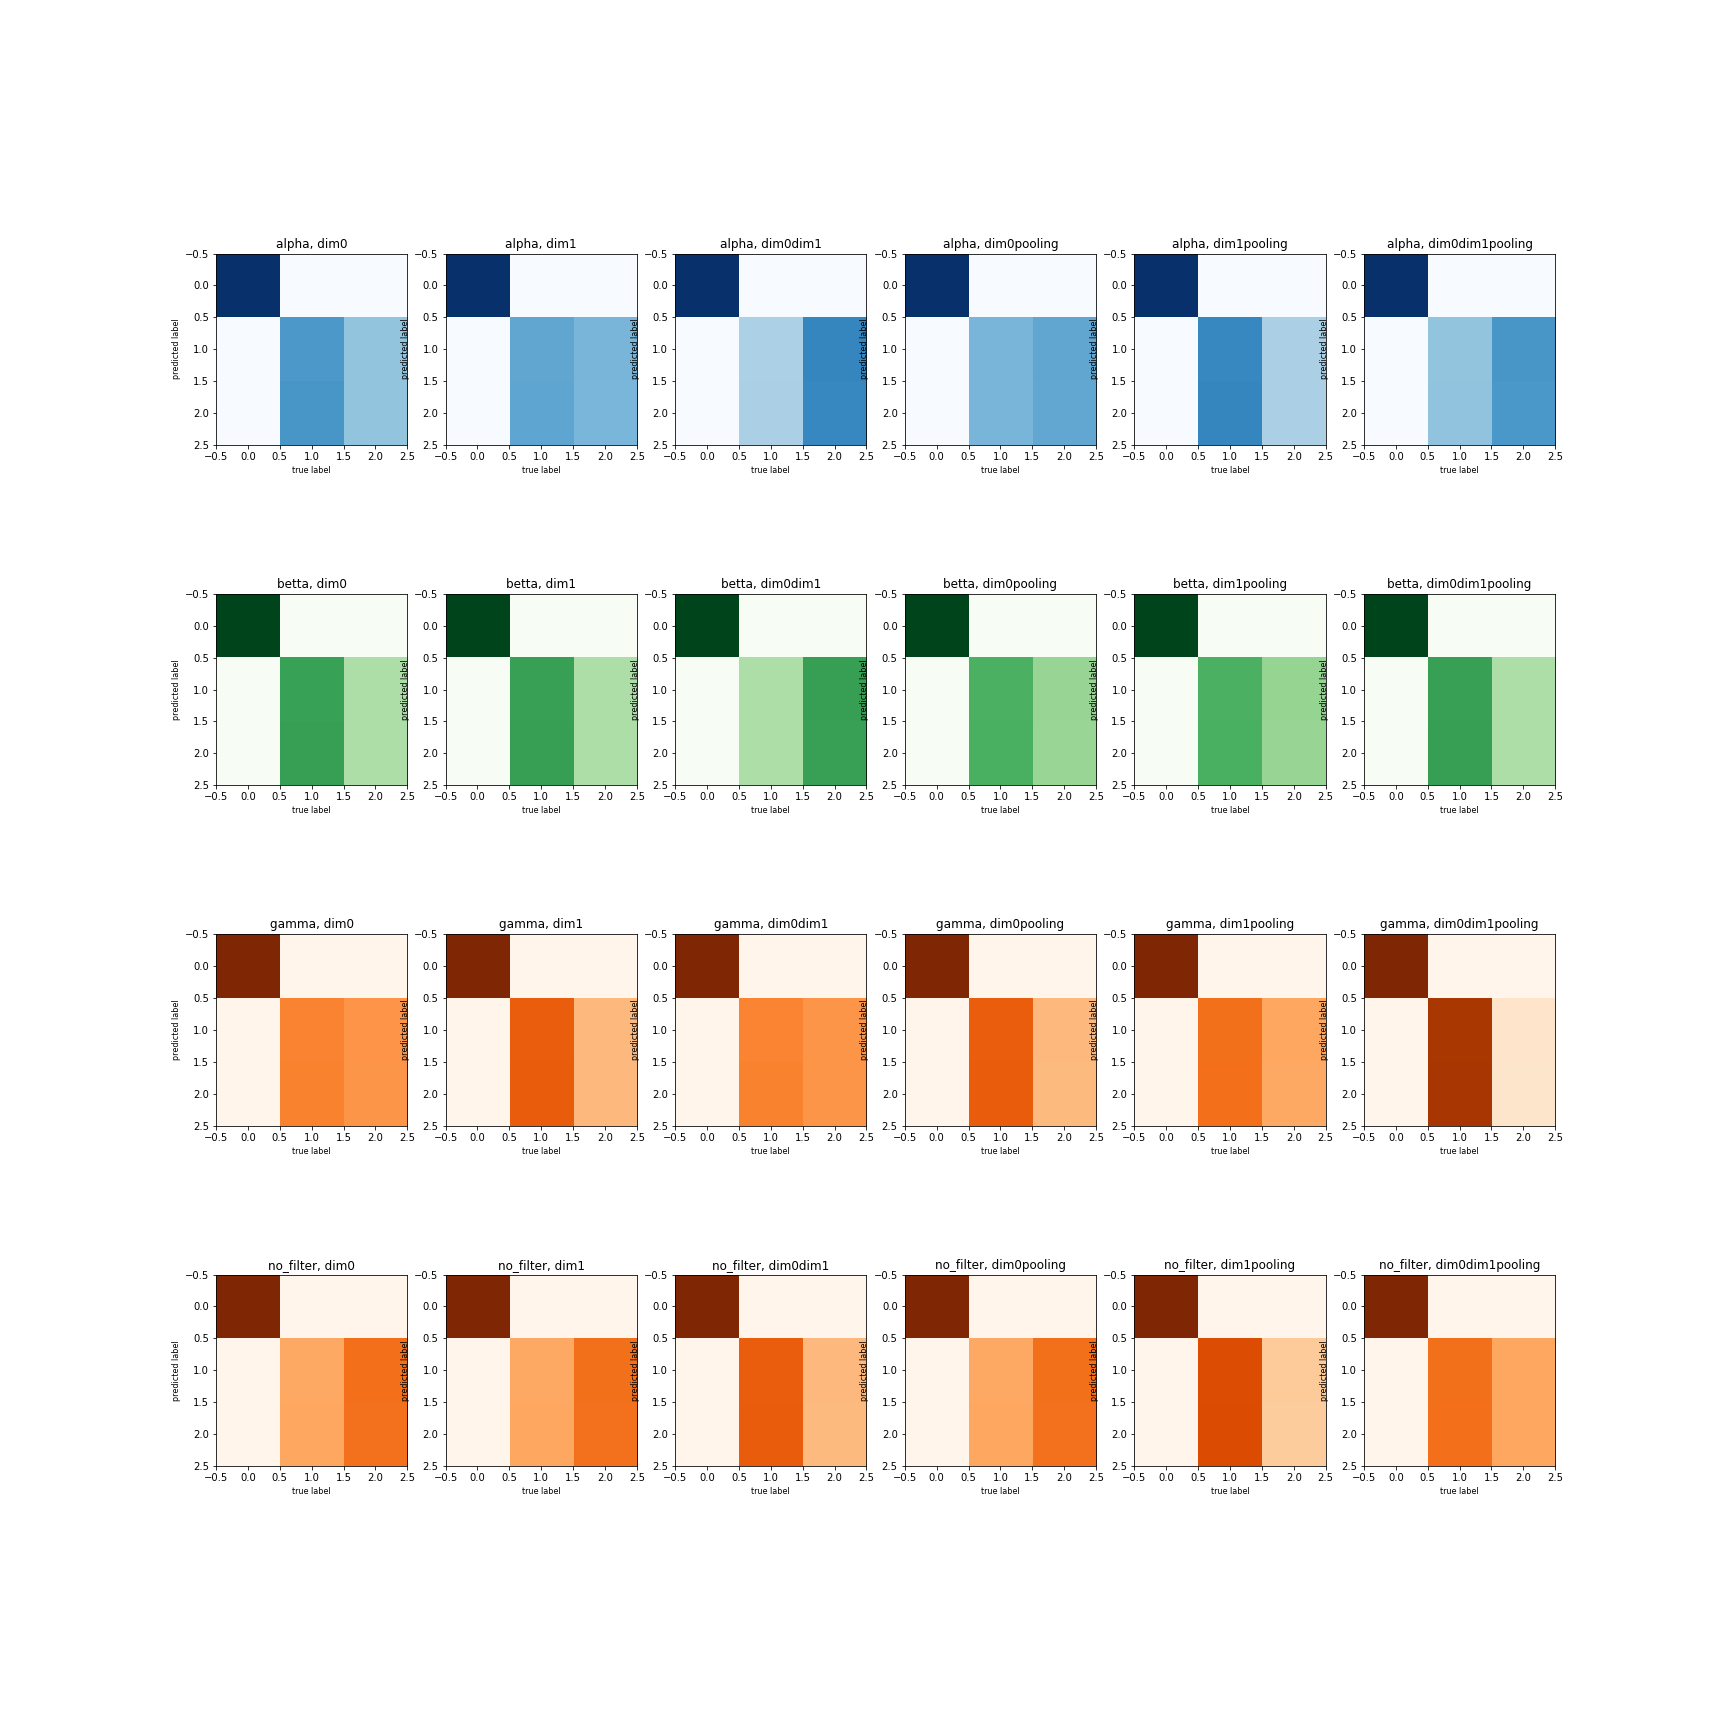 alpha, dim0 alpha, dim1 alpha, dim0dim1 alpha, dim0pooling alpha, dim1pooling alpha, dim0dim1pooling
−0.5 −0.5 −0.5 −0.5 −0.5 −0.5
0.0 0.0 0.0 0.0 0.0 0.0
0.5 0.5 0.5 0.5 0.5 0.5
predicted label predicted label predicted label predicted label predicted label predicted label
1.0 1.0 1.0 1.0 1.0 1.0
1.5 1.5 1.5 1.5 1.5 1.5
2.0 2.0 2.0 2.0 2.0 2.0
2.5 2.5 2.5 2.5 2.5 2.5
−0.5 0.0 0.5 1.0 1.5 2.0 2.5 −0.5 0.0 0.5 1.0 1.5 2.0 2.5 −0.5 0.0 0.5 1.0 1.5 2.0 2.5 −0.5 0.0 0.5 1.0 1.5 2.0 2.5 −0.5 0.0 0.5 1.0 1.5 2.0 2.5 −0.5 0.0 0.5 1.0 1.5 2.0 2.5
true label true label true label true label true label true label
betta, dim0 betta, dim1 betta, dim0dim1 betta, dim0pooling betta, dim1pooling betta, dim0dim1pooling
−0.5 −0.5 −0.5 −0.5 −0.5 −0.5
0.0 0.0 0.0 0.0 0.0 0.0
0.5 0.5 0.5 0.5 0.5 0.5
predicted label predicted label predicted label predicted label predicted label predicted label
1.0 1.0 1.0 1.0 1.0 1.0
1.5 1.5 1.5 1.5 1.5 1.5
2.0 2.0 2.0 2.0 2.0 2.0
2.5 2.5 2.5 2.5 2.5 2.5
−0.5 0.0 0.5 1.0 1.5 2.0 2.5 −0.5 0.0 0.5 1.0 1.5 2.0 2.5 −0.5 0.0 0.5 1.0 1.5 2.0 2.5 −0.5 0.0 0.5 1.0 1.5 2.0 2.5 −0.5 0.0 0.5 1.0 1.5 2.0 2.5 −0.5 0.0 0.5 1.0 1.5 2.0 2.5
true label true label true label true label true label true label
gamma, dim0 gamma, dim1 gamma, dim0dim1 gamma, dim0pooling gamma, dim1pooling gamma, dim0dim1pooling
−0.5 −0.5 −0.5 −0.5 −0.5 −0.5
0.0 0.0 0.0 0.0 0.0 0.0
0.5 0.5 0.5 0.5 0.5 0.5
predicted label predicted label predicted label predicted label predicted label predicted label
1.0 1.0 1.0 1.0 1.0 1.0
1.5 1.5 1.5 1.5 1.5 1.5
2.0 2.0 2.0 2.0 2.0 2.0
2.5 2.5 2.5 2.5 2.5 2.5
−0.5 0.0 0.5 1.0 1.5 2.0 2.5 −0.5 0.0 0.5 1.0 1.5 2.0 2.5 −0.5 0.0 0.5 1.0 1.5 2.0 2.5 −0.5 0.0 0.5 1.0 1.5 2.0 2.5 −0.5 0.0 0.5 1.0 1.5 2.0 2.5 −0.5 0.0 0.5 1.0 1.5 2.0 2.5
true label true label true label true label true label true label
no_filter, dim0 no_filter, dim1 no_filter, dim0dim1 no_filter, dim0pooling no_filter, dim1pooling no_filter, dim0dim1pooling
−0.5 −0.5 −0.5 −0.5 −0.5 −0.5
0.0 0.0 0.0 0.0 0.0 0.0
0.5 0.5 0.5 0.5 0.5 0.5
predicted label predicted label predicted label predicted label predicted label predicted label
1.0 1.0 1.0 1.0 1.0 1.0
1.5 1.5 1.5 1.5 1.5 1.5
2.0 2.0 2.0 2.0 2.0 2.0
2.5 2.5 2.5 2.5 2.5 2.5
−0.5 0.0 0.5 1.0 1.5 2.0 2.5 −0.5 0.0 0.5 1.0 1.5 2.0 2.5 −0.5 0.0 0.5 1.0 1.5 2.0 2.5 −0.5 0.0 0.5 1.0 1.5 2.0 2.5 −0.5 0.0 0.5 1.0 1.5 2.0 2.5 −0.5 0.0 0.5 1.0 1.5 2.0 2.5
true label true label true label true label true label true label